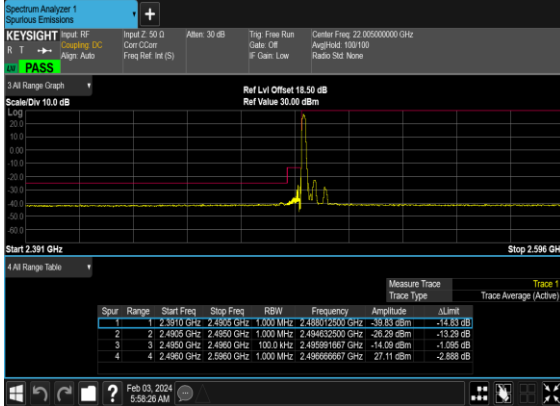 Spectrum Analyzer 1
Spurious Emissions
+
KEYSIGHT Input: RF Input Z: 50 Ω Atten: 30 dB Trig: Free Run Center Freq: 22.005000000 GHz
R T Coupling: DC Corr CCorr Gate: Off Avg|Hold: 100/100
Align: Auto Freq Ref: Int (S) IF Gain: Low Radio Std: None
PASS
3 All Range Graph
Ref Lvl Offset 18.50 dB
Scale/Div 10.0 dB Ref Value 30.00 dBm
Log
20.0
10.0
0.00
-10.0
-20.0
-30.0
-40.0
-50.0
-60.0
Start 2.391 GHz Stop 2.596 GH
4 All Range Table
Measure Trace Trace 1
Trace Type Trace Average (Active)
Spur Range Start Freq Stop Freq RBW Frequency Amplitude ΔLimit
1 1 2.3910 GHz 2.4905 GHz 1.000 MHz 2.488012500 GHz -39.83 dBm -14.83 dB
2 2 2.4905 GHz 2.4950 GHz 1.000 MHz 2.494632500 GHz -26.29 dBm -13.29 dB
3 3 2.4950 GHz 2.4960 GHz 100.0 kHz 2.495991667 GHz -14.09 dBm -1.095 dB
4 4 2.4960 GHz 2.5960 GHz 1.000 MHz 2.496666667 GHz 27.11 dBm -2.888 dB
? Feb 03, 2024
5:58:26 AM